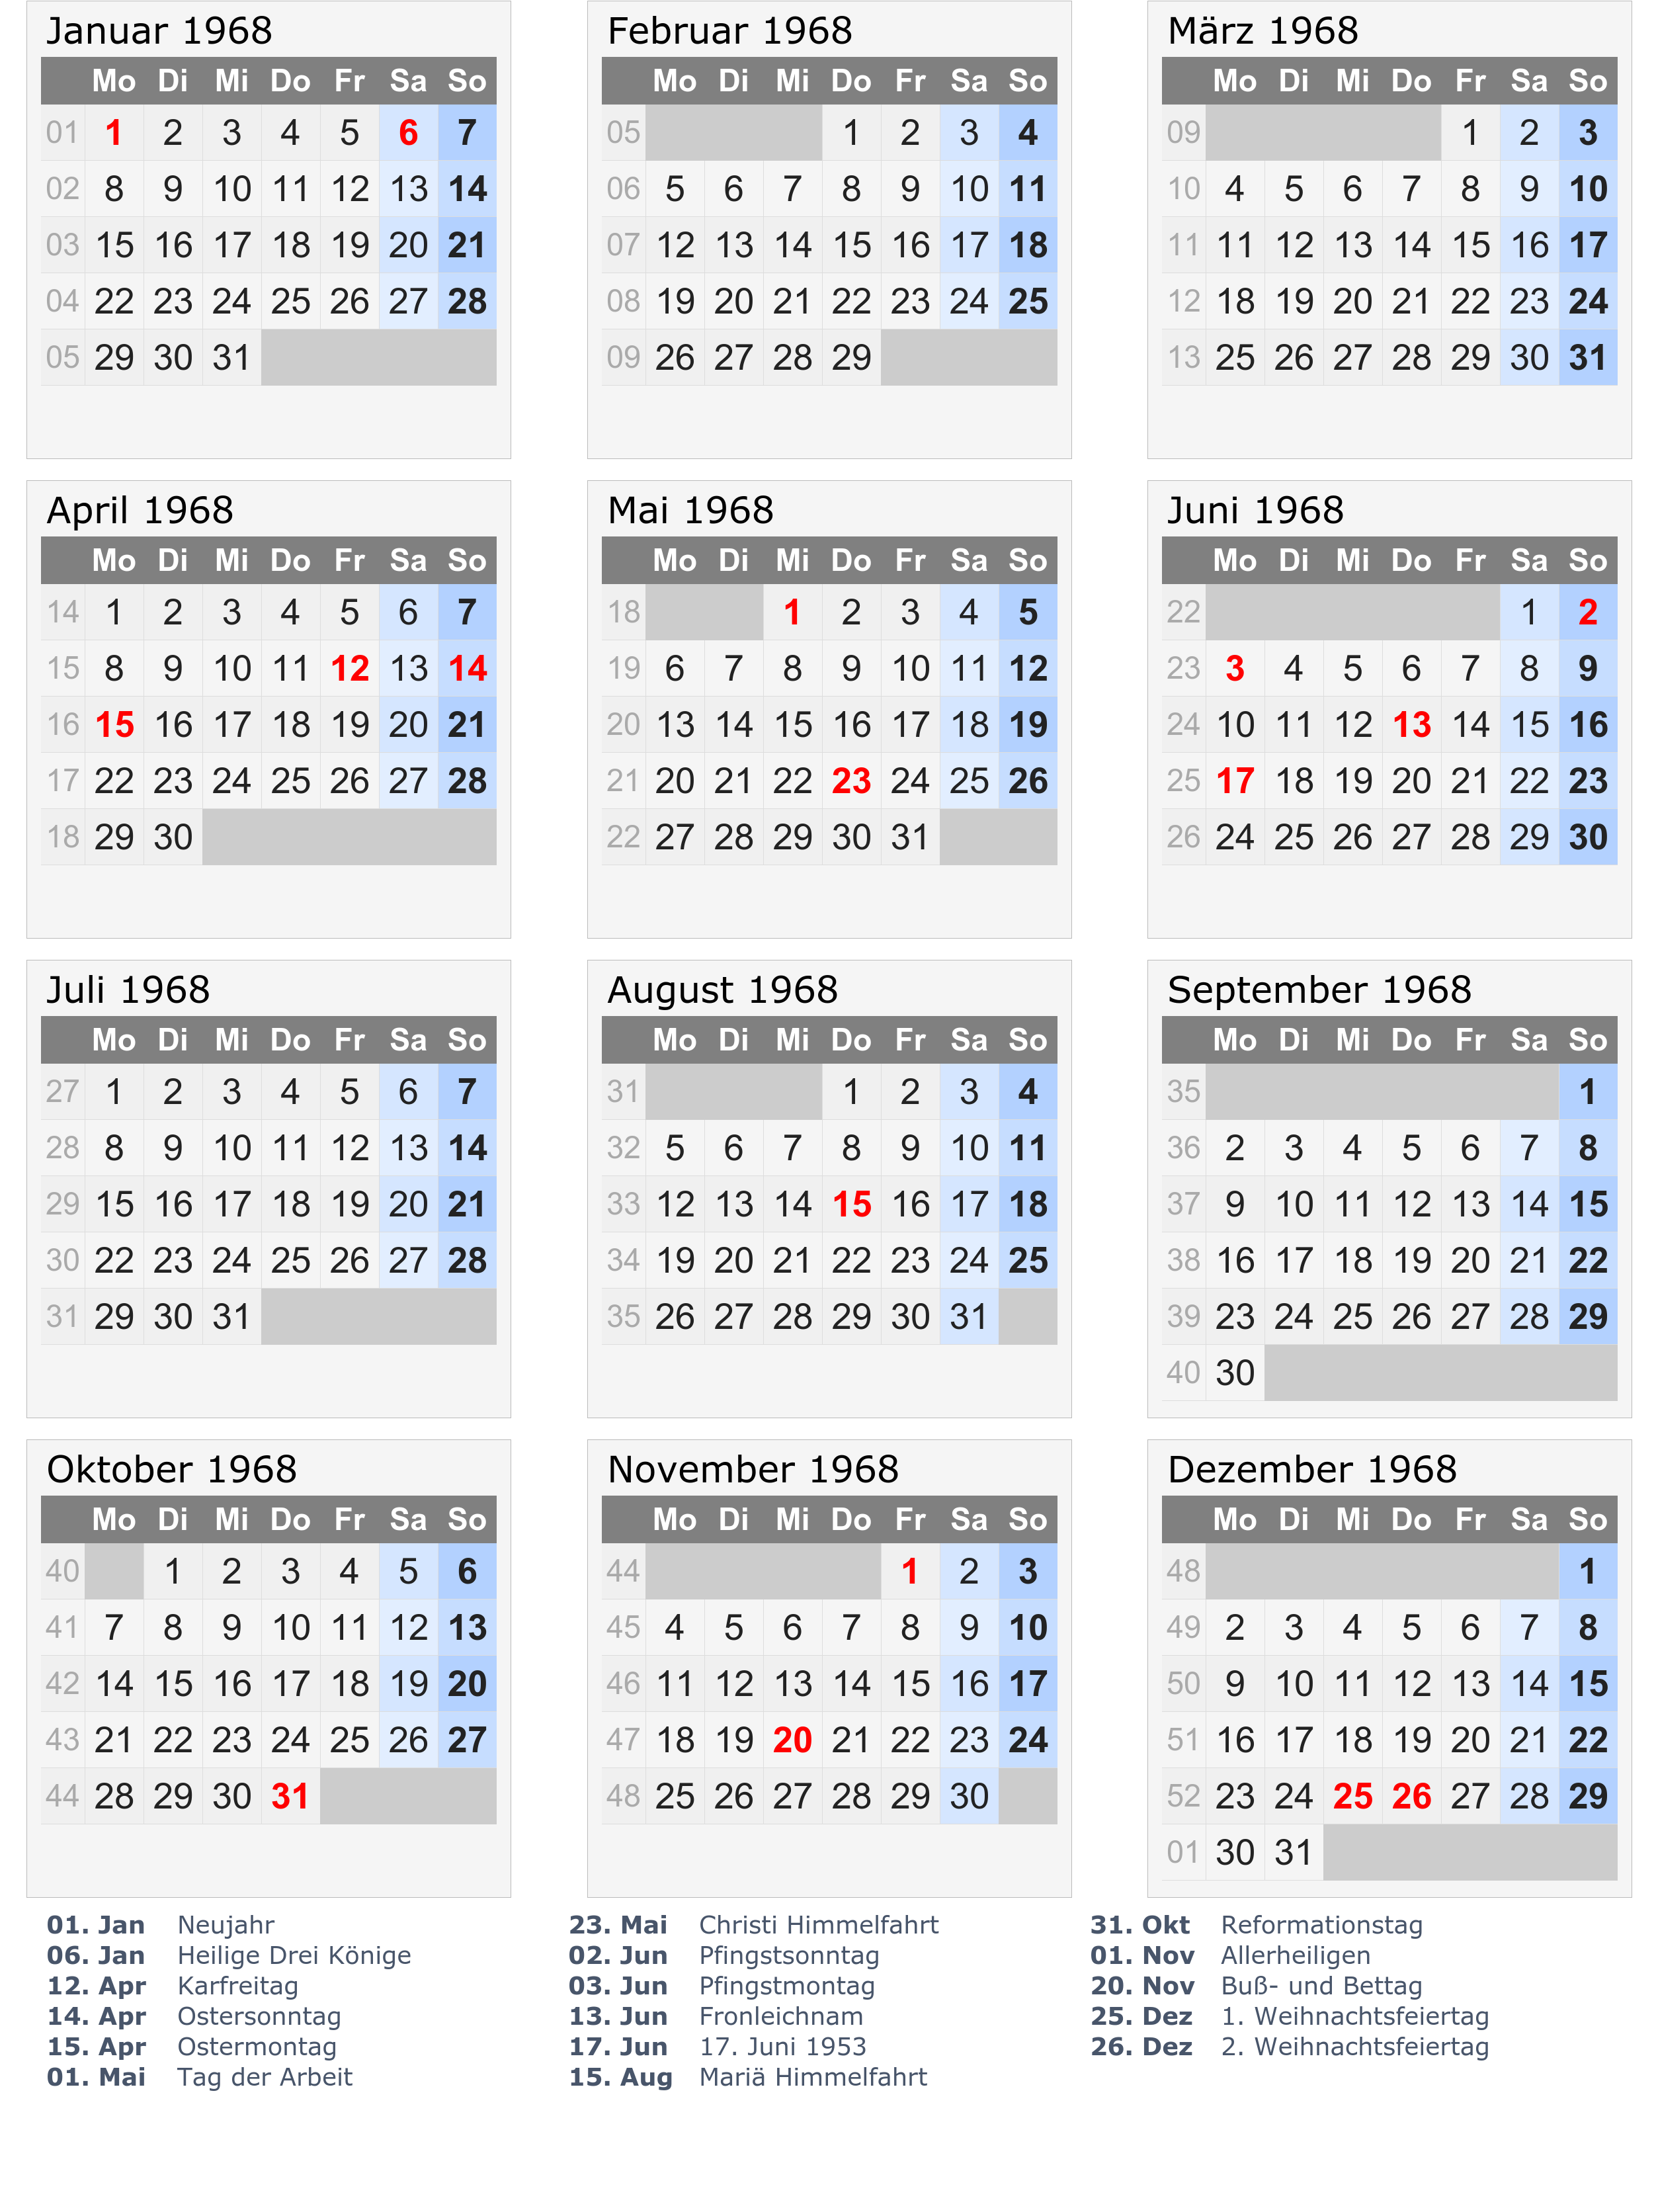 Januar 1968
Mo Di Mi Do Fr Sa So
01 1 2 3 4 5 6 7
02 8 9 10 11 12 13 14
03 15 16 17 18 19 20 21
04 22 23 24 25 26 27 28
05 29 30 31
Februar 1968
Mo Di Mi Do Fr Sa So
05 1 2 3 4
06 5 6 7 8 9 10 11
07 12 13 14 15 16 17 18
08 19 20 21 22 23 24 25
09 26 27 28 29
März 1968
Mo Di Mi Do Fr Sa So
09 1 2 3
10 4 5 6 7 8 9 10
11 11 12 13 14 15 16 17
12 18 19 20 21 22 23 24
13 25 26 27 28 29 30 31
April 1968
Mo Di Mi Do Fr Sa So
14 1 2 3 4 5 6 7
15 8 9 10 11 12 13 14
16 15 16 17 18 19 20 21
17 22 23 24 25 26 27 28
18 29 30
Mai 1968
Mo Di Mi Do Fr Sa So
18 1 2 3 4 5
19 6 7 8 9 10 11 12
20 13 14 15 16 17 18 19
21 20 21 22 23 24 25 26
22 27 28 29 30 31
Juni 1968
Mo Di Mi Do Fr Sa So
22 1 2
23 3 4 5 6 7 8 9
24 10 11 12 13 14 15 16
25 17 18 19 20 21 22 23
26 24 25 26 27 28 29 30
Juli 1968
Mo Di Mi Do Fr Sa So
27 1 2 3 4 5 6 7
28 8 9 10 11 12 13 14
29 15 16 17 18 19 20 21
30 22 23 24 25 26 27 28
31 29 30 31
August 1968
Mo Di Mi Do Fr Sa So
31 1 2 3 4
32 5 6 7 8 9 10 11
33 12 13 14 15 16 17 18
34 19 20 21 22 23 24 25
35 26 27 28 29 30 31
September 1968
Mo Di Mi Do Fr Sa So
35 1
36 2 3 4 5 6 7 8
37 9 10 11 12 13 14 15
38 16 17 18 19 20 21 22
39 23 24 25 26 27 28 29
40 30
Oktober 1968
Mo Di Mi Do Fr Sa So
40 1 2 3 4 5 6
41 7 8 9 10 11 12 13
42 14 15 16 17 18 19 20
43 21 22 23 24 25 26 27
44 28 29 30 31
November 1968
Mo Di Mi Do Fr Sa So
44 1 2 3
45 4 5 6 7 8 9 10
46 11 12 13 14 15 16 17
47 18 19 20 21 22 23 24
48 25 26 27 28 29 30
Dezember 1968
Mo Di Mi Do Fr Sa So
48 1
49 2 3 4 5 6 7 8
50 9 10 11 12 13 14 15
51 16 17 18 19 20 21 22
52 23 24 25 26 27 28 29
01 30 31
01. Jan Neujahr
06. Jan Heilige Drei Könige
12. Apr Karfreitag
14. Apr Ostersonntag
15. Apr Ostermontag
01. Mai Tag der Arbeit
23. Mai Christi Himmelfahrt
02. Jun Pfingstsonntag
03. Jun Pfingstmontag
13. Jun Fronleichnam
17. Jun 17. Juni 1953
15. Aug Mariä Himmelfahrt
31. Okt Reformationstag
01. Nov Allerheiligen
20. Nov Buß- und Bettag
25. Dez 1. Weihnachtsfeiertag
26. Dez 2. Weihnachtsfeiertag